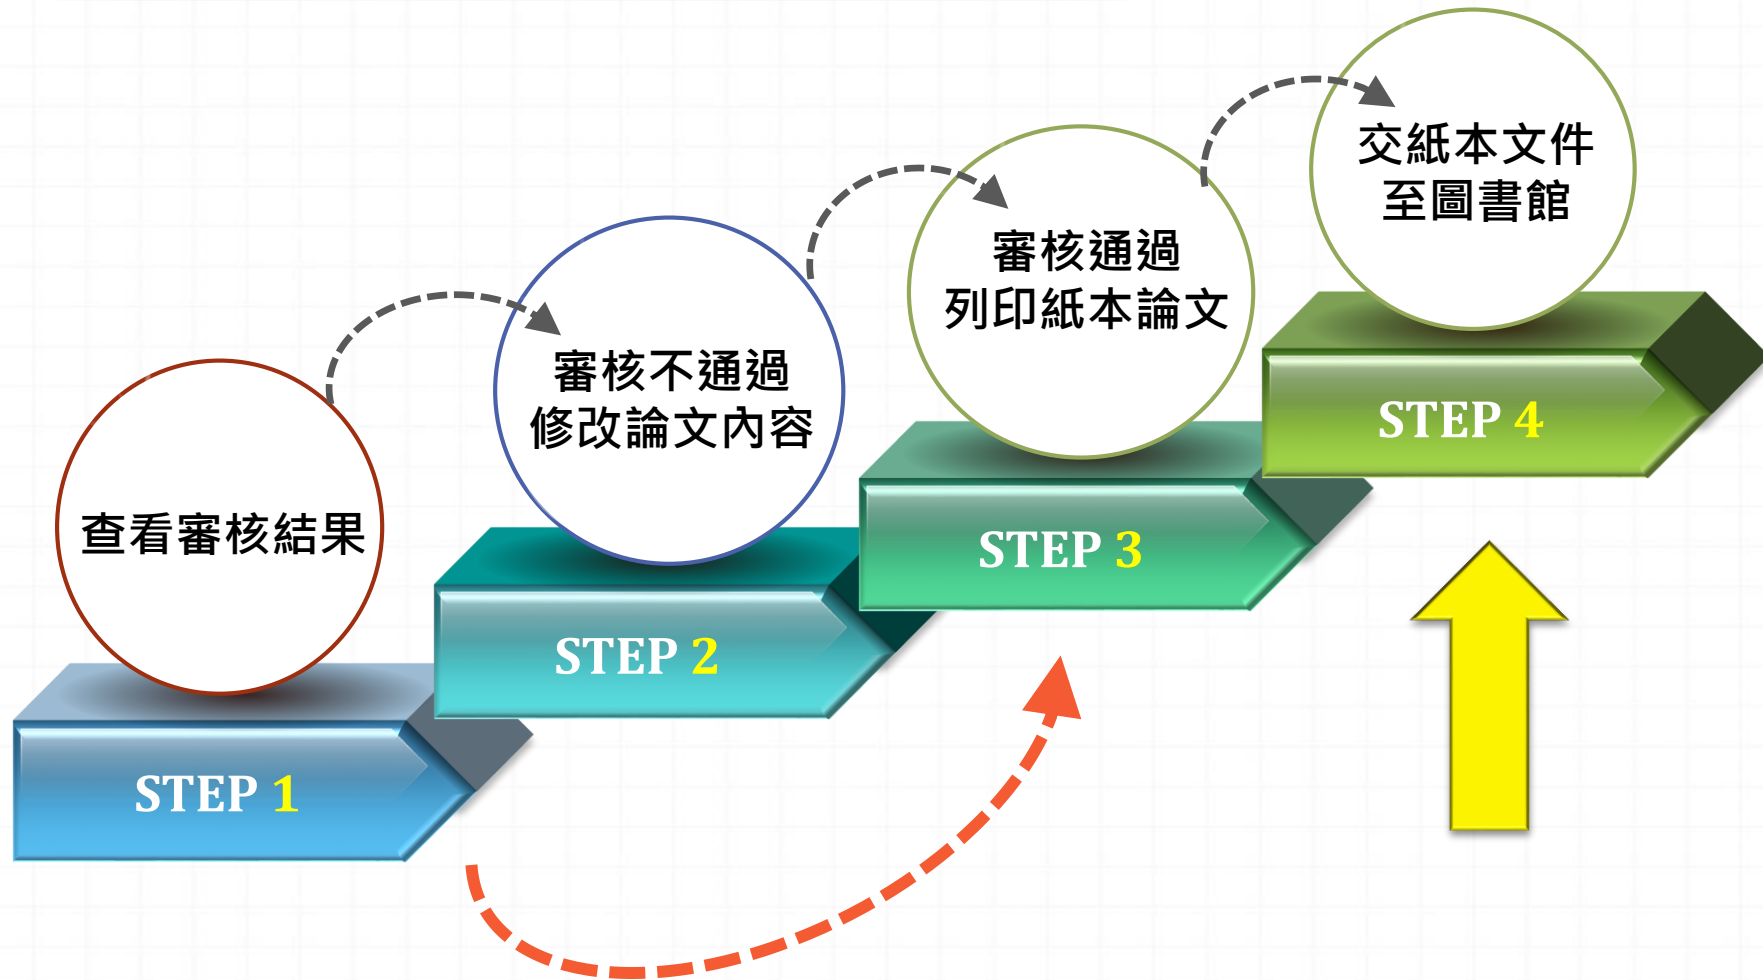 查看審核結果
STEP 1
審核不通過
修改論文內容
STEP 2
審核通過
列印紙本論文
STEP 3
交紙本文件
至圖書館
STEP 4